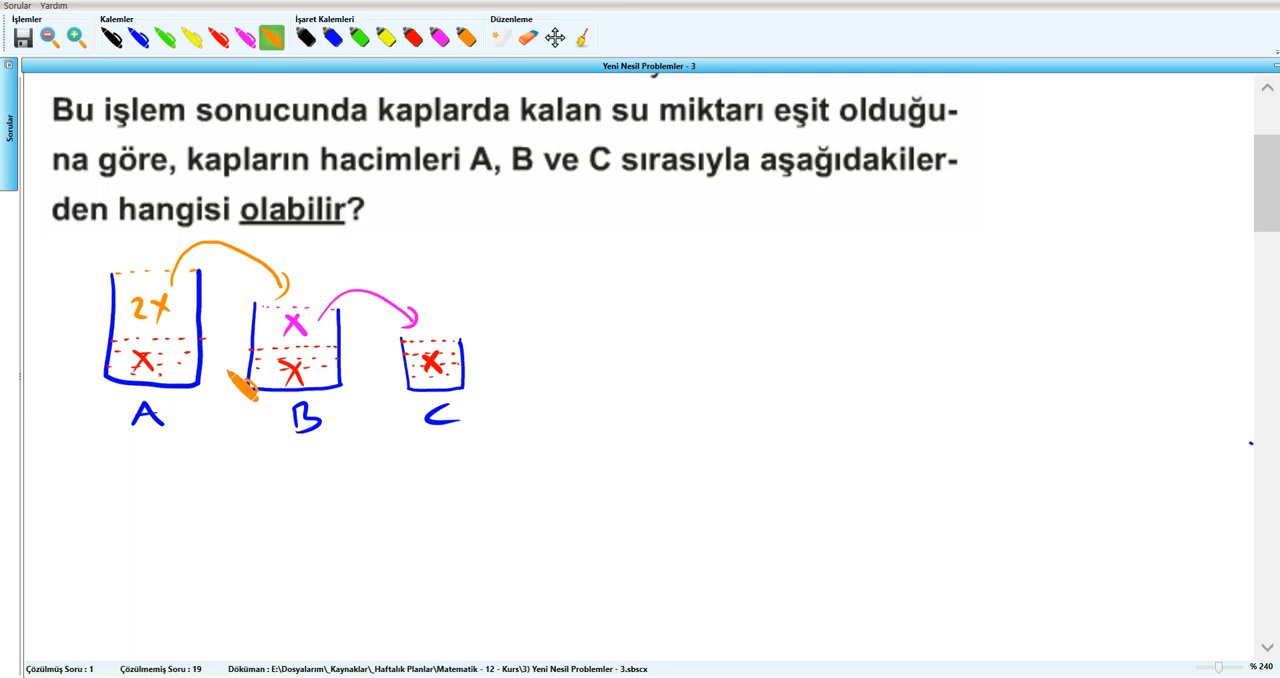 Sorular Yardım
İşlemler Kalemler İşaret Kalemleri Düzenleme
Yeni Nesil Problemler - 3
Sorular
Bu işlem sonucunda kaplarda kalan su miktarı eşit olduğu-
na göre, kapların hacimleri A, B ve C sırasıyla aşağıdakiler-
den hangisi olabilir?
2x x x
x x
A B C
Çözülmüş Soru : 1 Çözülmemiş Soru : 19 Döküman : E:\Dosyalarım\_Kaynaklar\_Haftalık Planlar\Matematik - 12 - Kurs\3) Yeni Nesil Problemler - 3.sbscx % 240